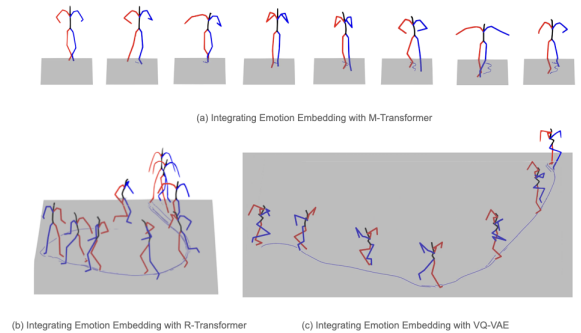 (a) Integrating Emotion Embedding with M-Transformer
(b) Integrating Emotion Embedding with R-Transformer
(c) Integrating Emotion Embedding with VQ-VAE